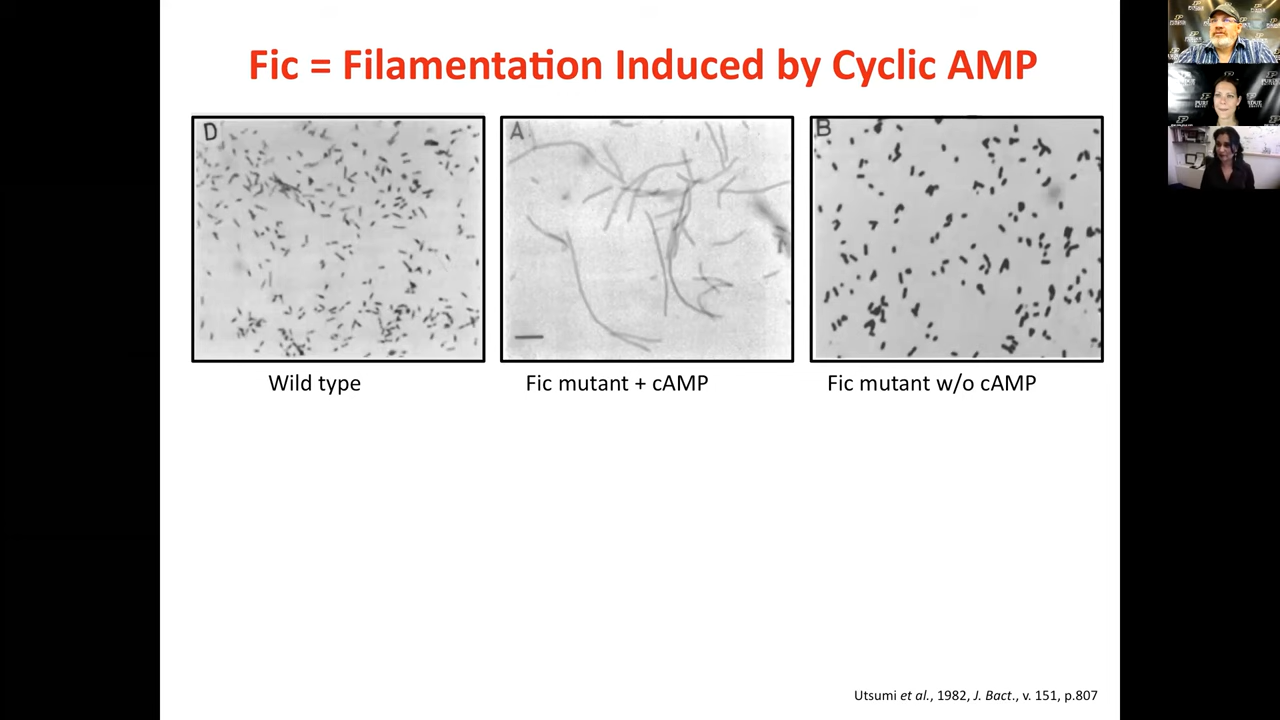 Fic = Filamentation Induced by Cyclic AMP
D
A
B
Wild type
Fic mutant + cAMP
Fic mutant w/o cAMP
Utsumi et al., 1982, J. Bact., v. 151, p.807